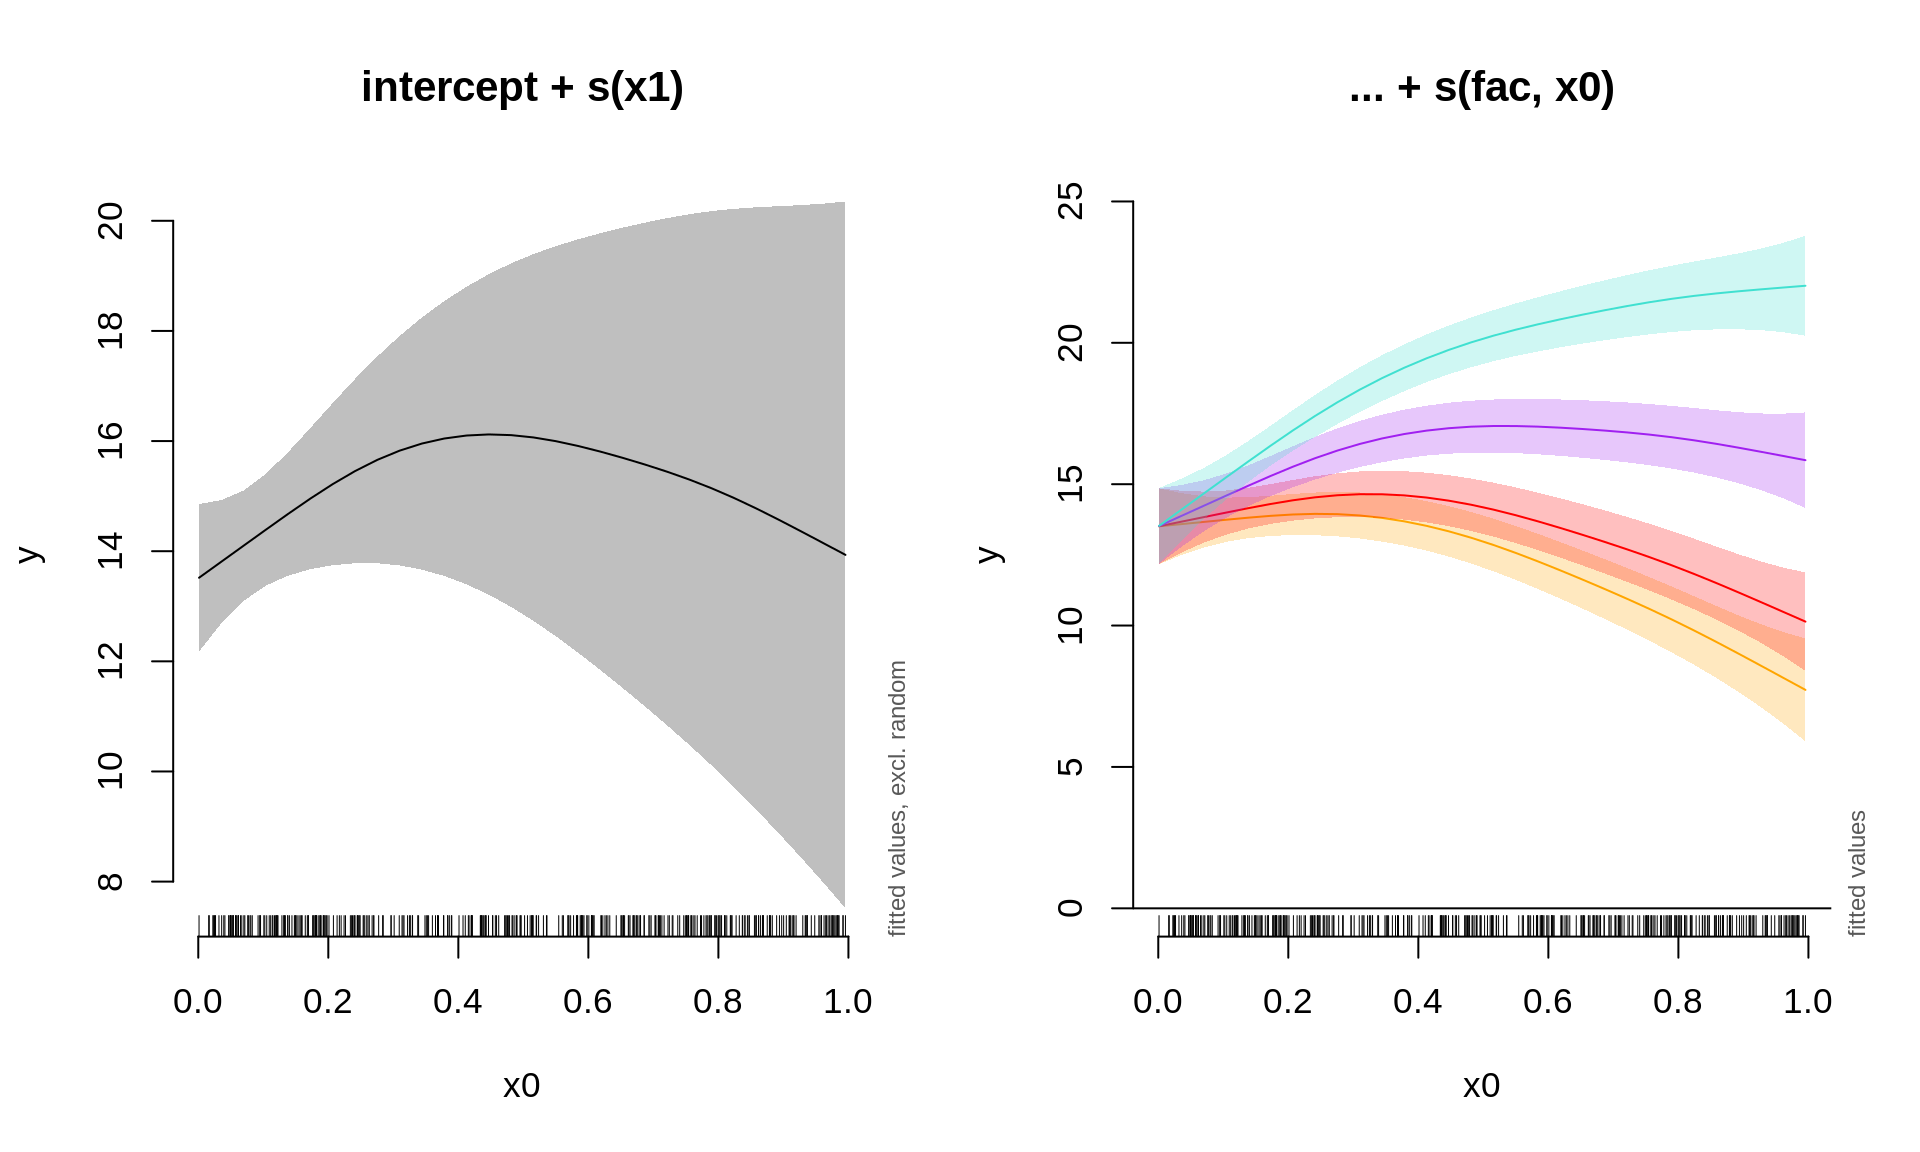 intercept + s(x1)
y
20
18
16
14
12
10
8
0.0 0.2 0.4 0.6 0.8 1.0
x0
fitted values, excl. random
... + s(fac, x0)
y
25
20
15
10
5
0
0.0 0.2 0.4 0.6 0.8 1.0
x0
fitted values